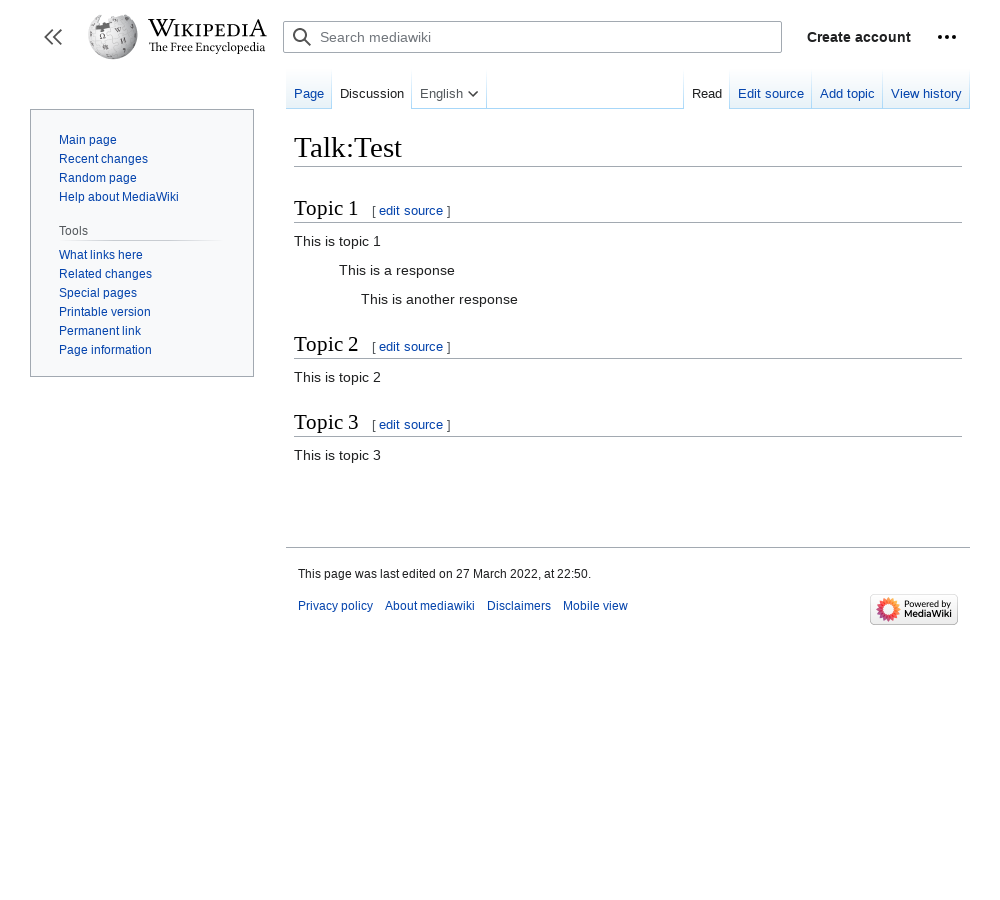 WIKIPEDIA
The Free Encyclopedia
Search mediawiki
Create account
Page Discussion English
Read Edit source Add topic View history
Main page
Recent changes
Random page
Help about MediaWiki
Tools
What links here
Related changes
Special pages
Printable version
Permanent link
Page information
Talk:Test
Topic 1 [ edit source ]
This is topic 1
This is a response
This is another response
Topic 2 [ edit source ]
This is topic 2
Topic 3 [ edit source ]
This is topic 3
This page was last edited on 27 March 2022, at 22:50.
Privacy policy About mediawiki Disclaimers Mobile view
Powered by
MediaWiki